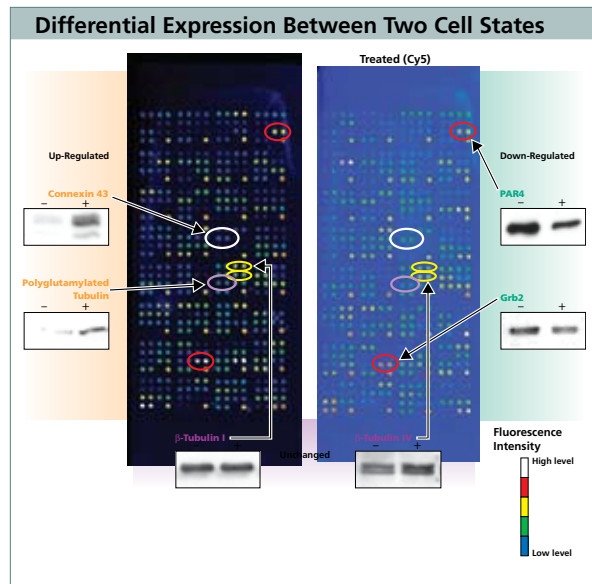 Differential Expression Between Two Cell States
Treated (Cy5)
Up-Regulated
Connexin 43
– +
Polyglutamylated
Tubulin
– +
Down-Regulated
PAR4
– +
Grb2
– +
β-Tubulin I
+
Unchanged
β-Tubulin IV
– +
Fluorescence
Intensity
High level
Low level